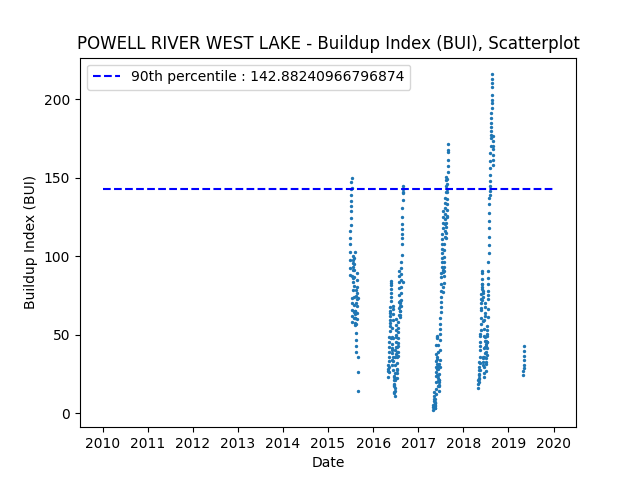 POWELL RIVER WEST LAKE - Buildup Index (BUI), Scatterplot
90th percentile : 142.88240966796874
200
150
100
50
0
Buildup Index (BUI)
2010 2011 2012 2013 2014 2015 2016 2017 2018 2019 2020
Date